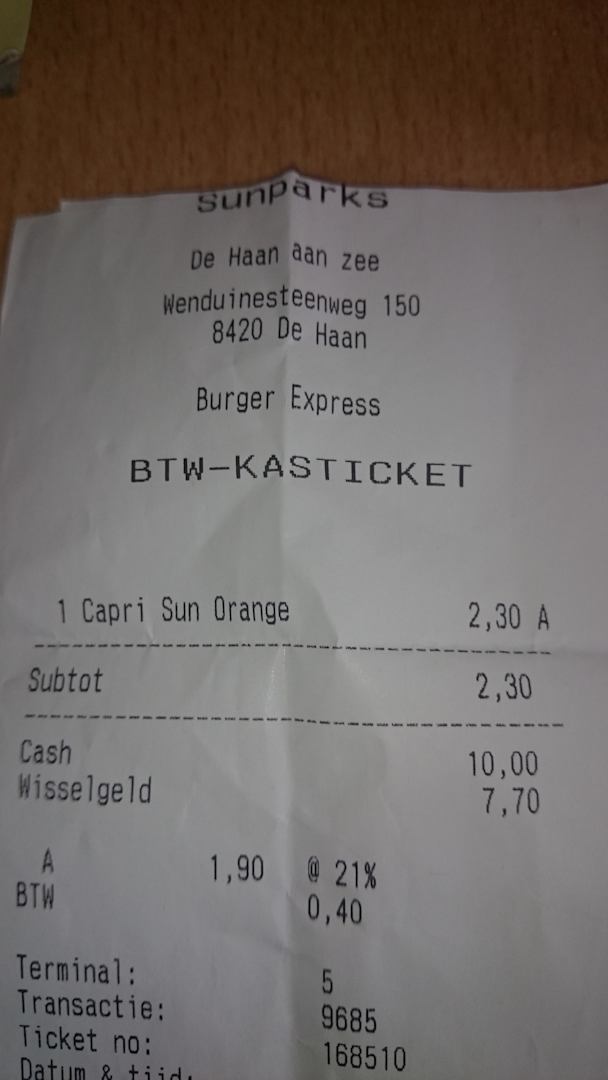 Sunparks
De Haan aan zee
Wenduinesteenweg 150
8420 De Haan
Burger Express
BTW-KASTICKET
1 Capri Sun Orange 2,30 A
Subtot 2,30
Cash 10,00
Wisselgeld 7,70
A 1,90 @ 21%
BTW 0,40
Terminal: 5
Transactie: 9685
Ticket no: 168510
Datum & tijd: